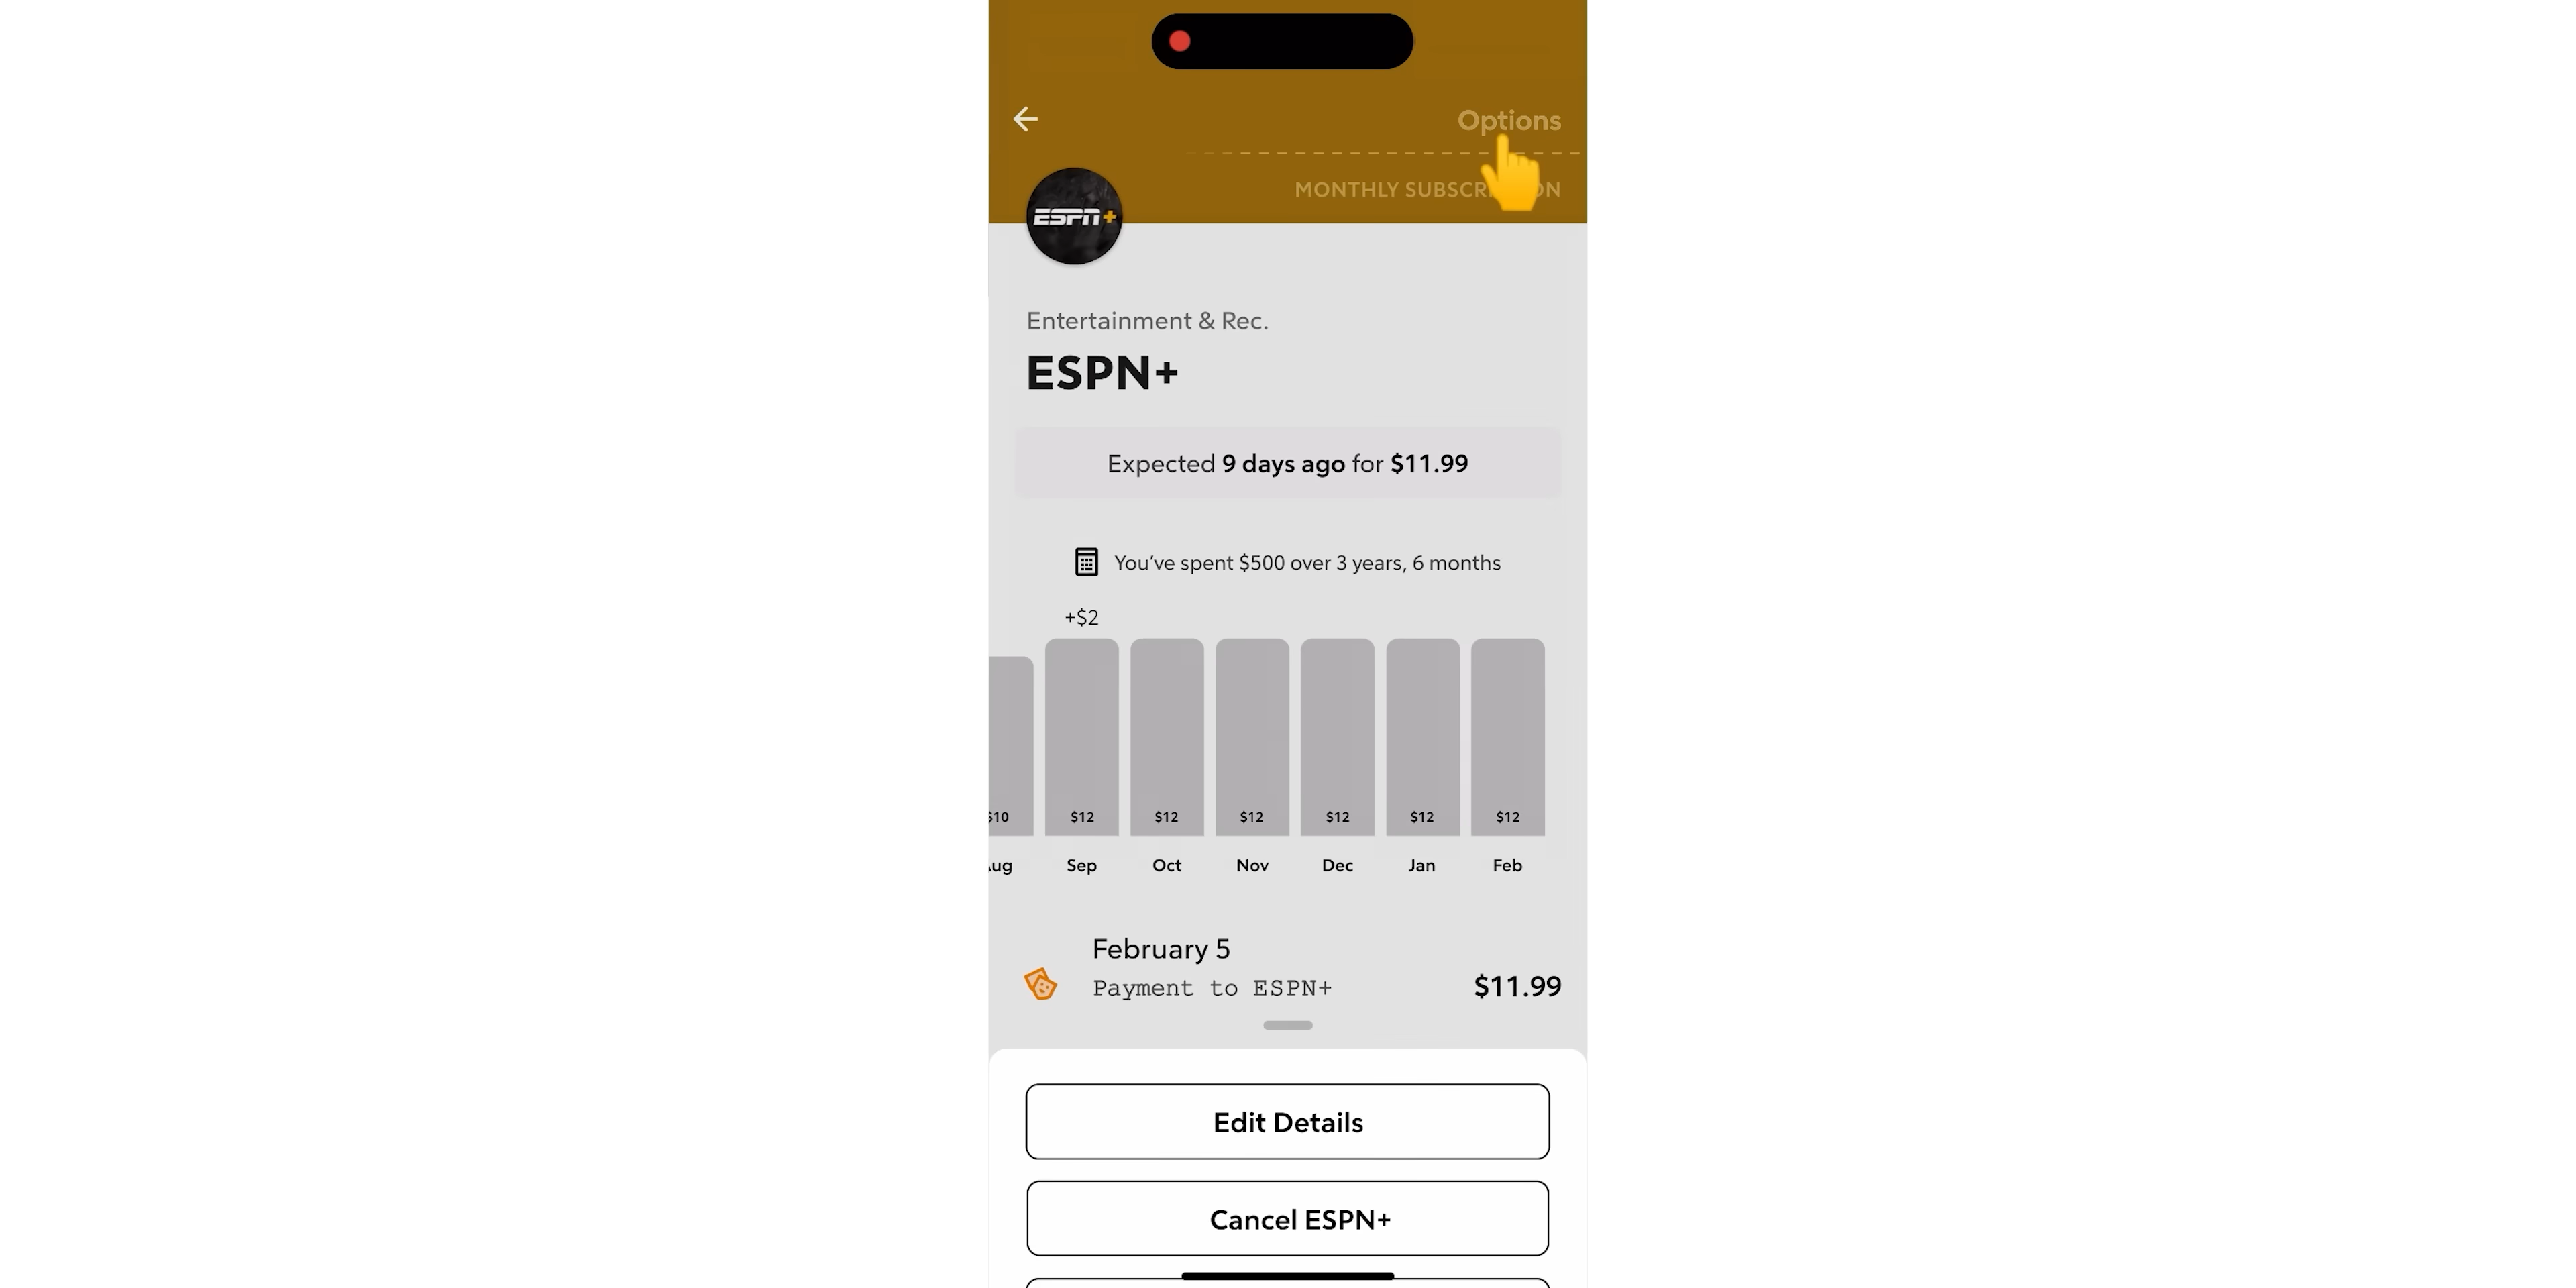 Options
MONTHLY SUBSCR
ESPN+
Entertainment & Rec.
ESPN+
Expected 9 days ago for $11.99
You’ve spent $500 over 3 years, 6 months
+$2
$10 $12 $12 $12 $12 $12 $12
Aug Sep Oct Nov Dec Jan Feb
February 5
Payment to ESPN+
$11.99
Edit Details
Cancel ESPN+